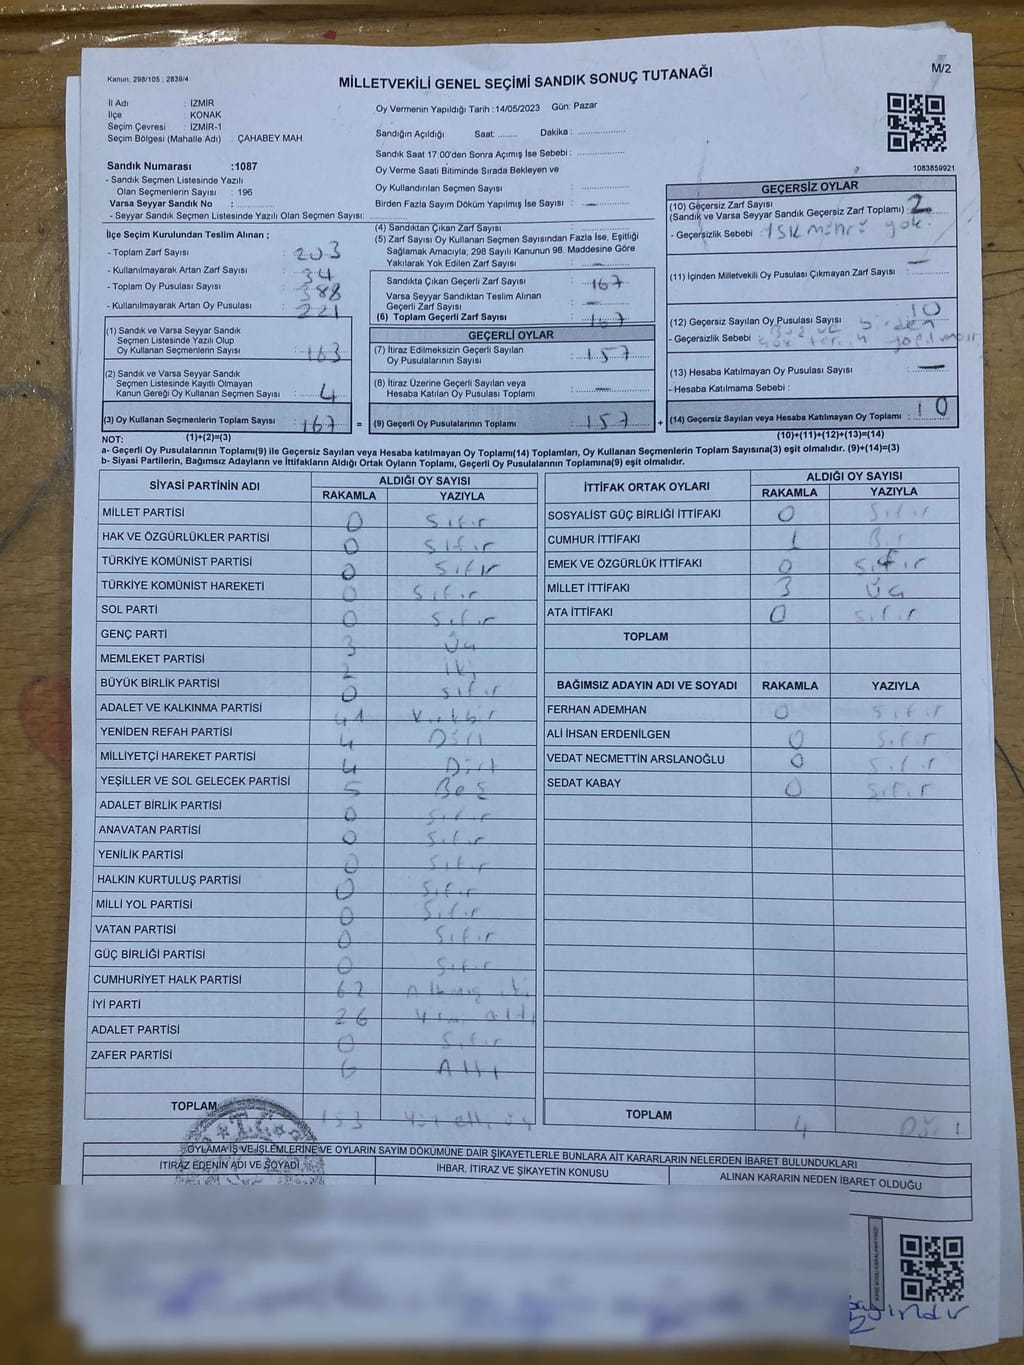 Kanun: 298/105 , 2839/4
MİLLETVEKİLİ GENEL SEÇİMİ SANDIK SONUÇ TUTANAĞI
M/2
İl Adı : İZMİR
İlçe : KONAK
Seçim Çevresi : İZMİR-1
Seçim Bölgesi (Mahalle Adı) : ÇAHABEY MAH.
Sandık Numarası :1087
- Sandık Seçmen Listesinde Yazılı
Olan Seçmenlerin Sayısı : 196
Varsa Seyyar Sandık No : ............
- Seyyar Sandık Seçmen Listesinde Yazılı Olan Seçmen Sayısı: ............
Oy Vermenin Yapıldığı Tarih :14/05/2023 Gün: Pazar
Sandığın Açıldığı Saat: ........ Dakika : ................
Sandık Saat 17:00'den Sonra Açımış İse Sebebi : ................
Oy Verme Saati Bitiminde Sırada Bekleyen ve
Oy Kullandırılan Seçmen Sayısı : ................
Birden Fazla Sayım Döküm Yapılmış İse Sayısı : —
1083859921
İlçe Seçim Kurulundan Teslim Alınan ;
- Toplam Zarf Sayısı : 203
- Kullanılmayarak Artan Zarf Sayısı : 34
- Toplam Oy Pusulası Sayısı : 388
- Kullanılmayarak Artan Oy Pusulası : 221
(1) Sandık ve Varsa Seyyar Sandık
Seçmen Listesinde Yazılı Olup
Oy Kullanan Seçmenlerin Sayısı : 163
(2) Sandık ve Varsa Seyyar Sandık
Seçmen Listesinde Kayıtlı Olmayan
Kanun Gereği Oy Kullanan Seçmen Sayısı : 4
(3) Oy Kullanan Seçmenlerin Toplam Sayısı : 167 =
(4) Sandıktan Çıkan Zarf Sayısı : ............
(5) Zarf Sayısı Oy Kullanan Seçmen Sayısından Fazla İse, Eşitliği
Sağlamak Amacıyla, 298 Sayılı Kanunun 98. Maddesine Göre
Yakılarak Yok Edilen Zarf Sayısı : —
Sandıkta Çıkan Geçerli Zarf Sayısı : 167
Varsa Seyyar Sandıktan Teslim Alınan
Geçerli Zarf Sayısı : —
(6) Toplam Geçerli Zarf Sayısı : 167
GEÇERLİ OYLAR
(7) İtiraz Edilmeksizin Geçerli Sayılan
Oy Pusulalarının Sayısı : 157
(8) İtiraz Üzerine Geçerli Sayılan veya
Hesaba Katılan Oy Pusulası Toplamı : —
(9) Geçerli Oy Pusulalarının Toplamı : 157 +
GEÇERSİZ OYLAR
(10) Geçersiz Zarf Sayısı
(Sandık ve Varsa Seyyar Sandık Geçersiz Zarf Toplamı) : 2
- Geçersizlik Sebebi : yok.
(11) İçinden Milletvekili Oy Pusulası Çıkmayan Zarf Sayısı : —
(12) Geçersiz Sayılan Oy Pusulası Sayısı : 10
- Geçersizlik Sebebi : birden
(13) Hesaba Katılmayan Oy Pusulası Sayısı : —
- Hesaba Katılmama Sebebi :
(14) Geçersiz Sayılan veya Hesaba Katılmayan Oy Toplamı : 10
NOT: (1)+(2)=(3) (10)+(11)+(12)+(13)=(14)
a- Geçerli Oy Pusulalarının Toplamı(9) ile Geçersiz Sayılan veya Hesaba katılmayan Oy Toplamı(14) Toplamları, Oy Kullanan Seçmenlerin Toplam Sayısına(3) eşit olmalıdır. (9)+(14)=(3)
b- Siyasi Partilerin, Bağımsız Adayların ve İttifakların Aldığı Ortak Oyların Toplamı, Geçerli Oy Pusulalarının Toplamına(9) eşit olmalıdır.
SİYASİ PARTİNİN ADI ALDIĞI OY SAYISI
RAKAMLA YAZIYLA
MİLLET PARTİSİ 0 Sıfır
HAK VE ÖZGÜRLÜKLER PARTİSİ 0 Sıfır
TÜRKİYE KOMÜNİST PARTİSİ 0 Sıfır
TÜRKİYE KOMÜNİST HAREKETİ 0 Sıfır
SOL PARTİ 0 Sıfır
GENÇ PARTİ 3 Üç
MEMLEKET PARTİSİ 2 İki
BÜYÜK BİRLİK PARTİSİ 0 Sıfır
ADALET VE KALKINMA PARTİSİ 41 Kırkbir
YENİDEN REFAH PARTİSİ 4 Dört
MİLLİYETÇİ HAREKET PARTİSİ 4 Dört
YEŞİLLER VE SOL GELECEK PARTİSİ 5 Beş
ADALET BİRLİK PARTİSİ 0 Sıfır
ANAVATAN PARTİSİ 0 Sıfır
YENİLİK PARTİSİ 0 Sıfır
HALKIN KURTULUŞ PARTİSİ 0 Sıfır
MİLLİ YOL PARTİSİ 0 Sıfır
VATAN PARTİSİ 0 Sıfır
GÜÇ BİRLİĞİ PARTİSİ 0 Sıfır
CUMHURİYET HALK PARTİSİ 62 Altmış iki
İYİ PARTİ 26 Yirmi altı
ADALET PARTİSİ 0 Sıfır
ZAFER PARTİSİ 6 Altı
TOPLAM 153 Yüz elli üç
İTTİFAK ORTAK OYLARI ALDIĞI OY SAYISI
RAKAMLA YAZIYLA
SOSYALİST GÜÇ BİRLİĞİ İTTİFAKI 0 Sıfır
CUMHUR İTTİFAKI 1 Bir
EMEK VE ÖZGÜRLÜK İTTİFAKI 0 Sıfır
MİLLET İTTİFAKI 3 Üç
ATA İTTİFAKI 0 Sıfır
TOPLAM
BAĞIMSIZ ADAYIN ADI VE SOYADI RAKAMLA YAZIYLA
FERHAN ADEMHAN 0 Sıfır
ALİ İHSAN ERDENİLGEN 0 Sıfır
VEDAT NECMETTİN ARSLANOĞLU 0 Sıfır
SEDAT KABAY 0 Sıfır
TOPLAM 4 Dört
T.C.
OYLAMA İŞ VE İŞLEMLERİNE VE OYLARIN SAYIM DÖKÜMÜNE DAİR ŞİKAYETLERLE BUNLARA AİT KARARLARIN NELERDEN İBARET BULUNDUKLARI
İTİRAZ EDENİN ADI VE SOYADI İHBAR, İTİRAZ VE ŞİKAYETİN KONUSU ALINAN KARARIN NEDEN İBARET OLDUĞU